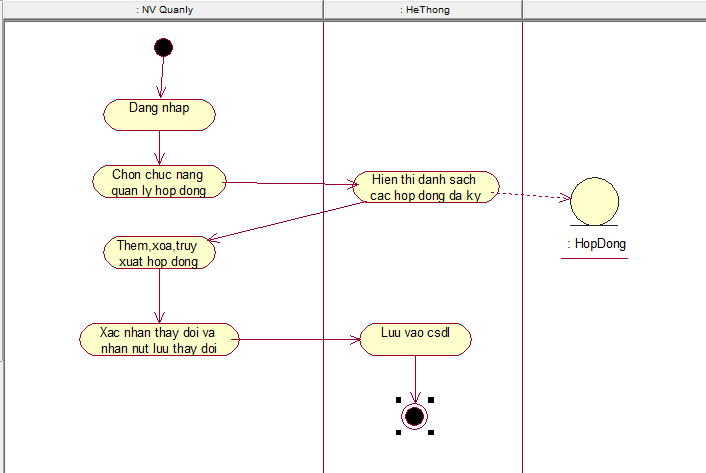 : NV Quanly
: HeThong
Dang nhap
Chon chuc nang
quan ly hop dong
Hien thi danh sach
cac hop dong da ky
: HopDong
Them,xoa,truy
xuat hop dong
Xac nhan thay doi va
nhan nut luu thay doi
Luu vao csdl